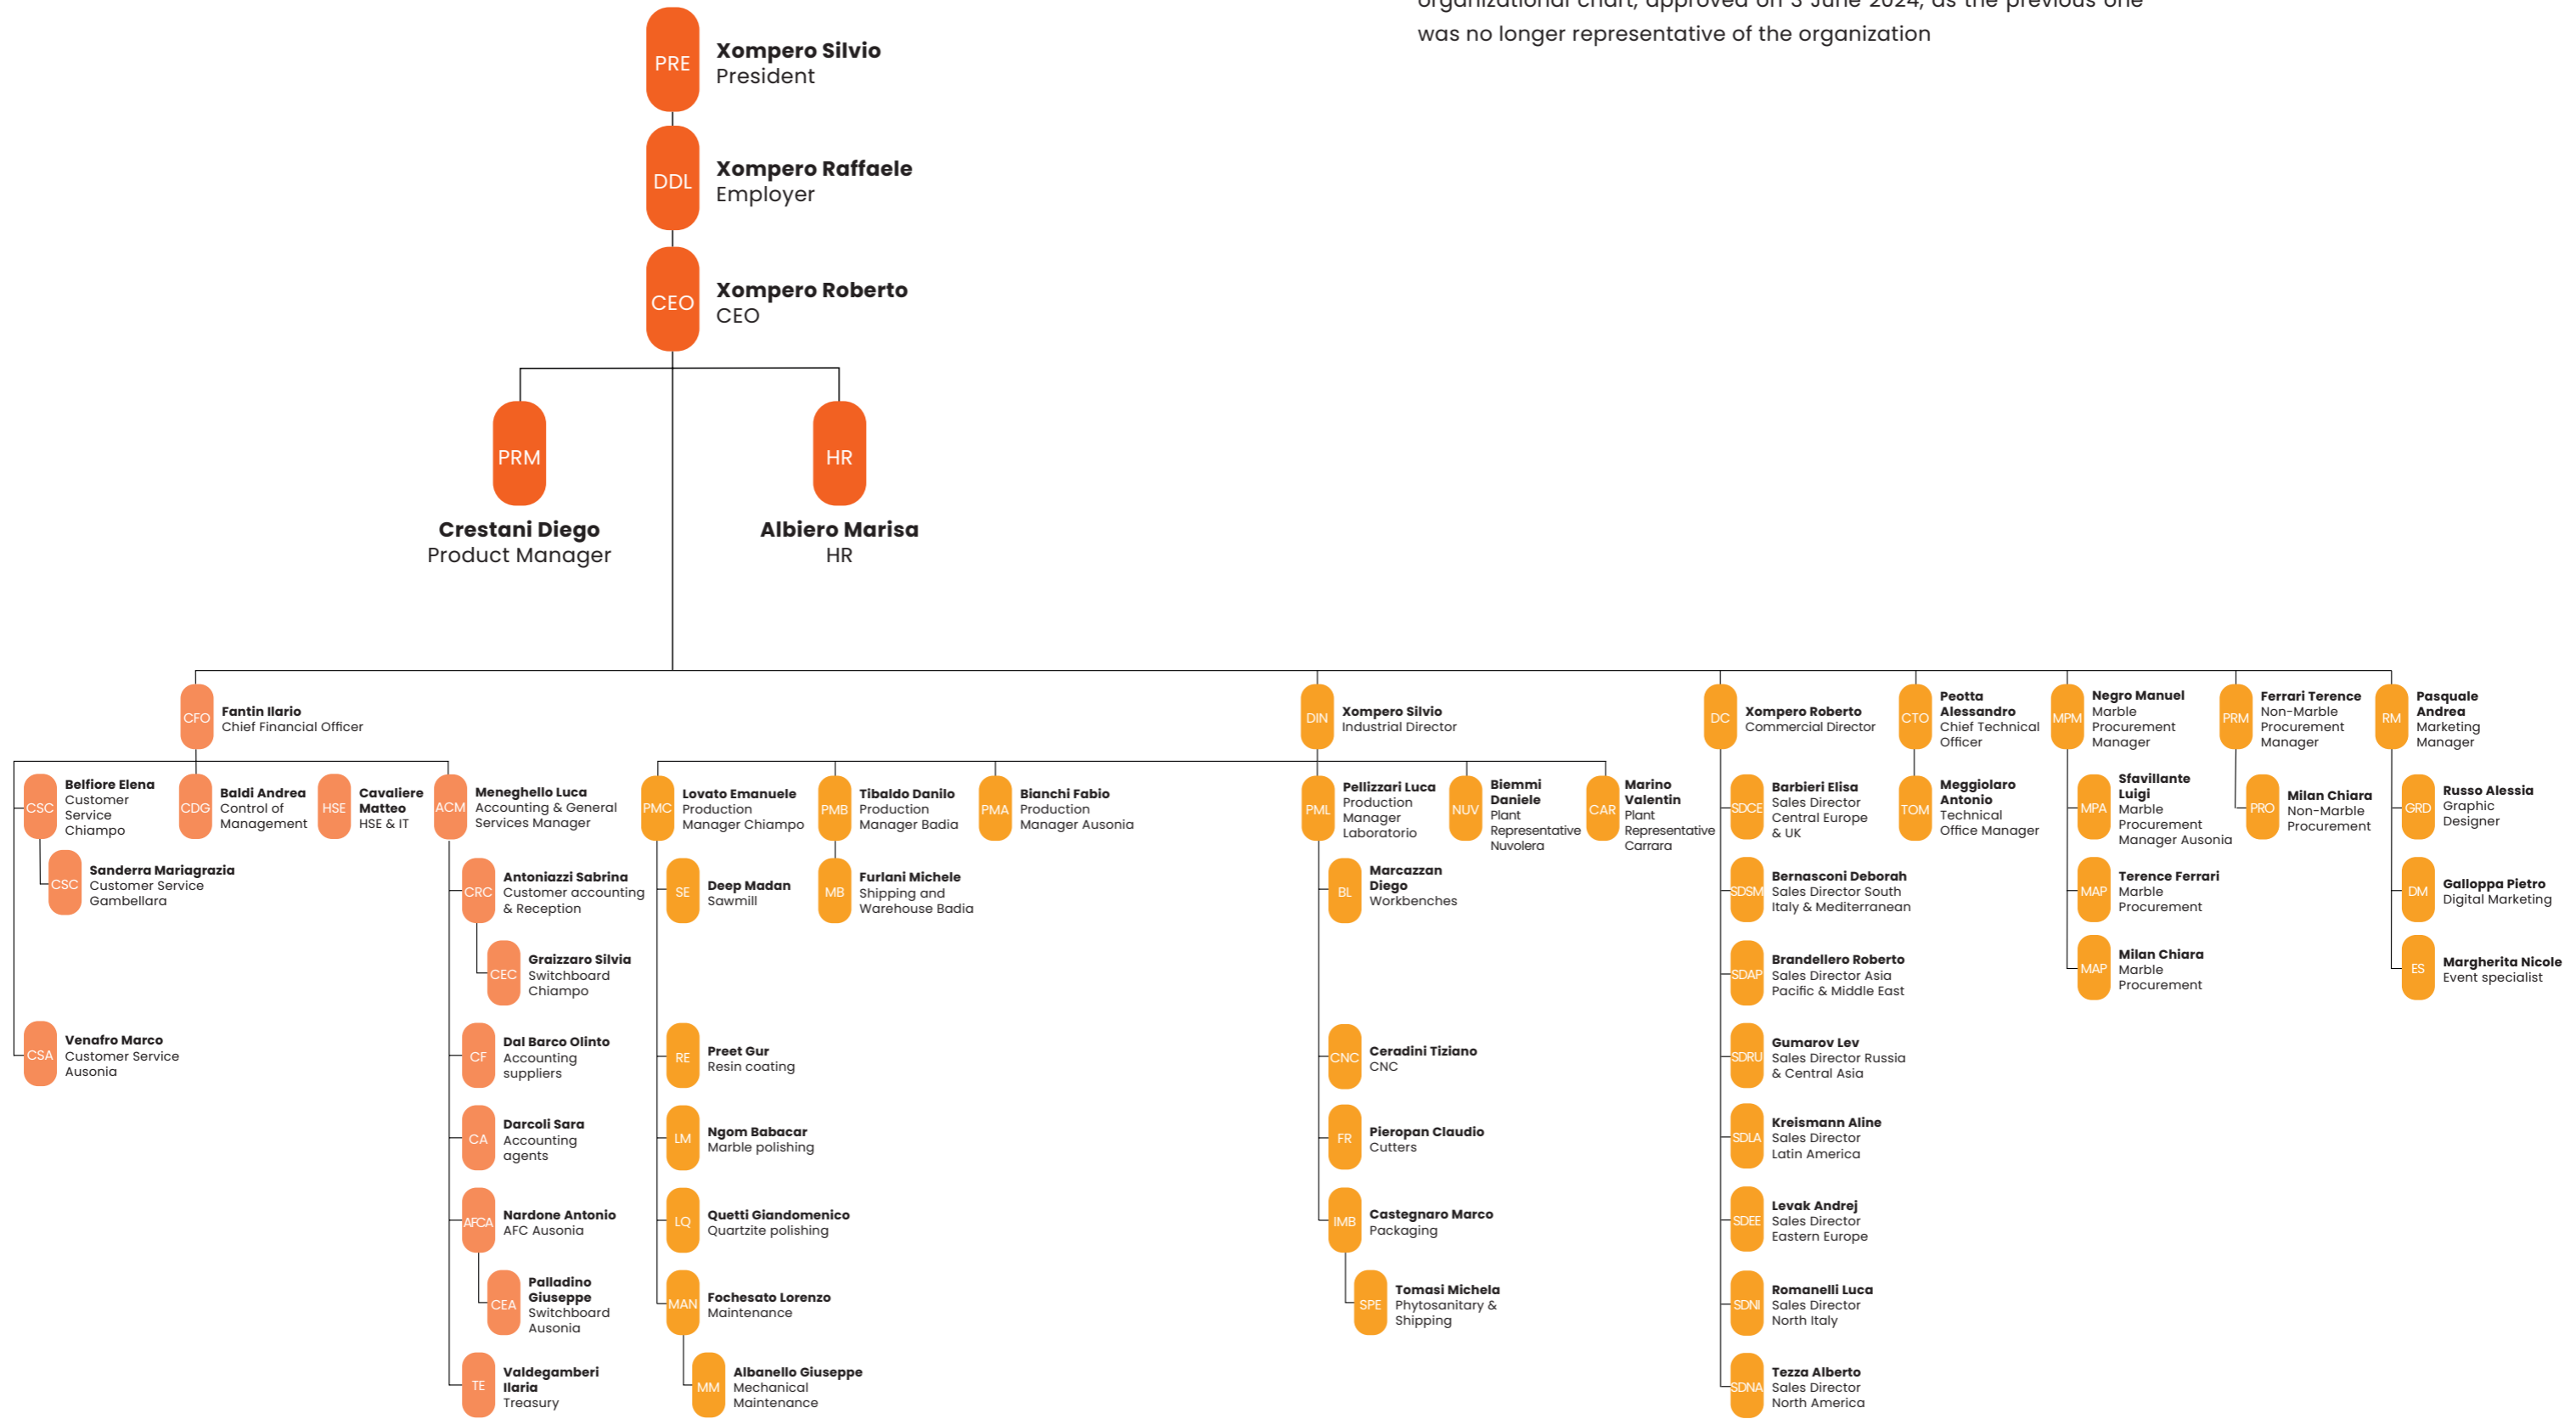 organizational chart, approved on 3 June 2024, as the previous one
was no longer representative of the organization
PRE
Xompero Silvio
President
DDL
Xompero Raffaele
Employer
CEO
Xompero Roberto
CEO
PRM
Crestani Diego
Product Manager
HR
Albiero Marisa
HR
CFO
Fantin Ilario
Chief Financial Officer
CSC
Belfiore Elena
Customer
Service
Chiampo
CSC
Sanderra Mariagrazia
Customer Service
Gambellara
CSA
Venafro Marco
Customer Service
Ausonia
CDG
Baldi Andrea
Control of
Management
HSE
Cavaliere
Matteo
HSE & IT
ACM
Meneghello Luca
Accounting & General
Services Manager
CRC
Antoniazzi Sabrina
Customer accounting
& Reception
CEC
Graizzaro Silvia
Switchboard
Chiampo
CF
Dal Barco Olinto
Accounting
suppliers
CA
Darcoli Sara
Accounting
agents
AFCA
Nardone Antonio
AFC Ausonia
CEA
Palladino
Giuseppe
Switchboard
Ausonia
TE
Valdegamberi
Ilaria
Treasury
DIN
Xompero Silvio
Industrial Director
PMC
Lovato Emanuele
Production
Manager Chiampo
SE
Deep Madan
Sawmill
RE
Preet Gur
Resin coating
LM
Ngom Babacar
Marble polishing
LQ
Quetti Giandomenico
Quartzite polishing
MAN
Fochesato Lorenzo
Maintenance
MM
Albanello Giuseppe
Mechanical
Maintenance
PMB
Tibaldo Danilo
Production
Manager Badia
MB
Furlani Michele
Shipping and
Warehouse Badia
PMA
Bianchi Fabio
Production
Manager Ausonia
PML
Pellizzari Luca
Production
Manager
Laboratorio
BL
Marcazzan
Diego
Workbenches
CNC
Ceradini Tiziano
CNC
FR
Pieropan Claudio
Cutters
IMB
Castegnaro Marco
Packaging
SPE
Tomasi Michela
Phytosanitary &
Shipping
NUV
Biemmi
Daniele
Plant
Representative
Nuvolera
CAR
Marino
Valentin
Plant
Representative
Carrara
DC
Xompero Roberto
Commercial Director
SDCE
Barbieri Elisa
Sales Director
Central Europe
& UK
SDSM
Bernasconi Deborah
Sales Director South
Italy & Mediterranean
SDAP
Brandellero Roberto
Sales Director Asia
Pacific & Middle East
SDRU
Gumarov Lev
Sales Director Russia
& Central Asia
SDLA
Kreismann Aline
Sales Director
Latin America
SDEE
Levak Andrej
Sales Director
Eastern Europe
SDNI
Romanelli Luca
Sales Director
North Italy
SDNA
Tezza Alberto
Sales Director
North America
CTO
Peotta
Alessandro
Chief Technical
Officer
TOM
Meggiolaro
Antonio
Technical
Office Manager
MPM
Negro Manuel
Marble
Procurement
Manager
MPA
Sfavillante
Luigi
Marble
Procurement
Manager Ausonia
MAP
Terence Ferrari
Marble
Procurement
MAP
Milan Chiara
Marble
Procurement
PRM
Ferrari Terence
Non-Marble
Procurement
Manager
PRO
Milan Chiara
Non-Marble
Procurement
RM
Pasquale
Andrea
Marketing
Manager
GRD
Russo Alessia
Graphic
Designer
DM
Galloppa Pietro
Digital Marketing
ES
Margherita Nicole
Event specialist